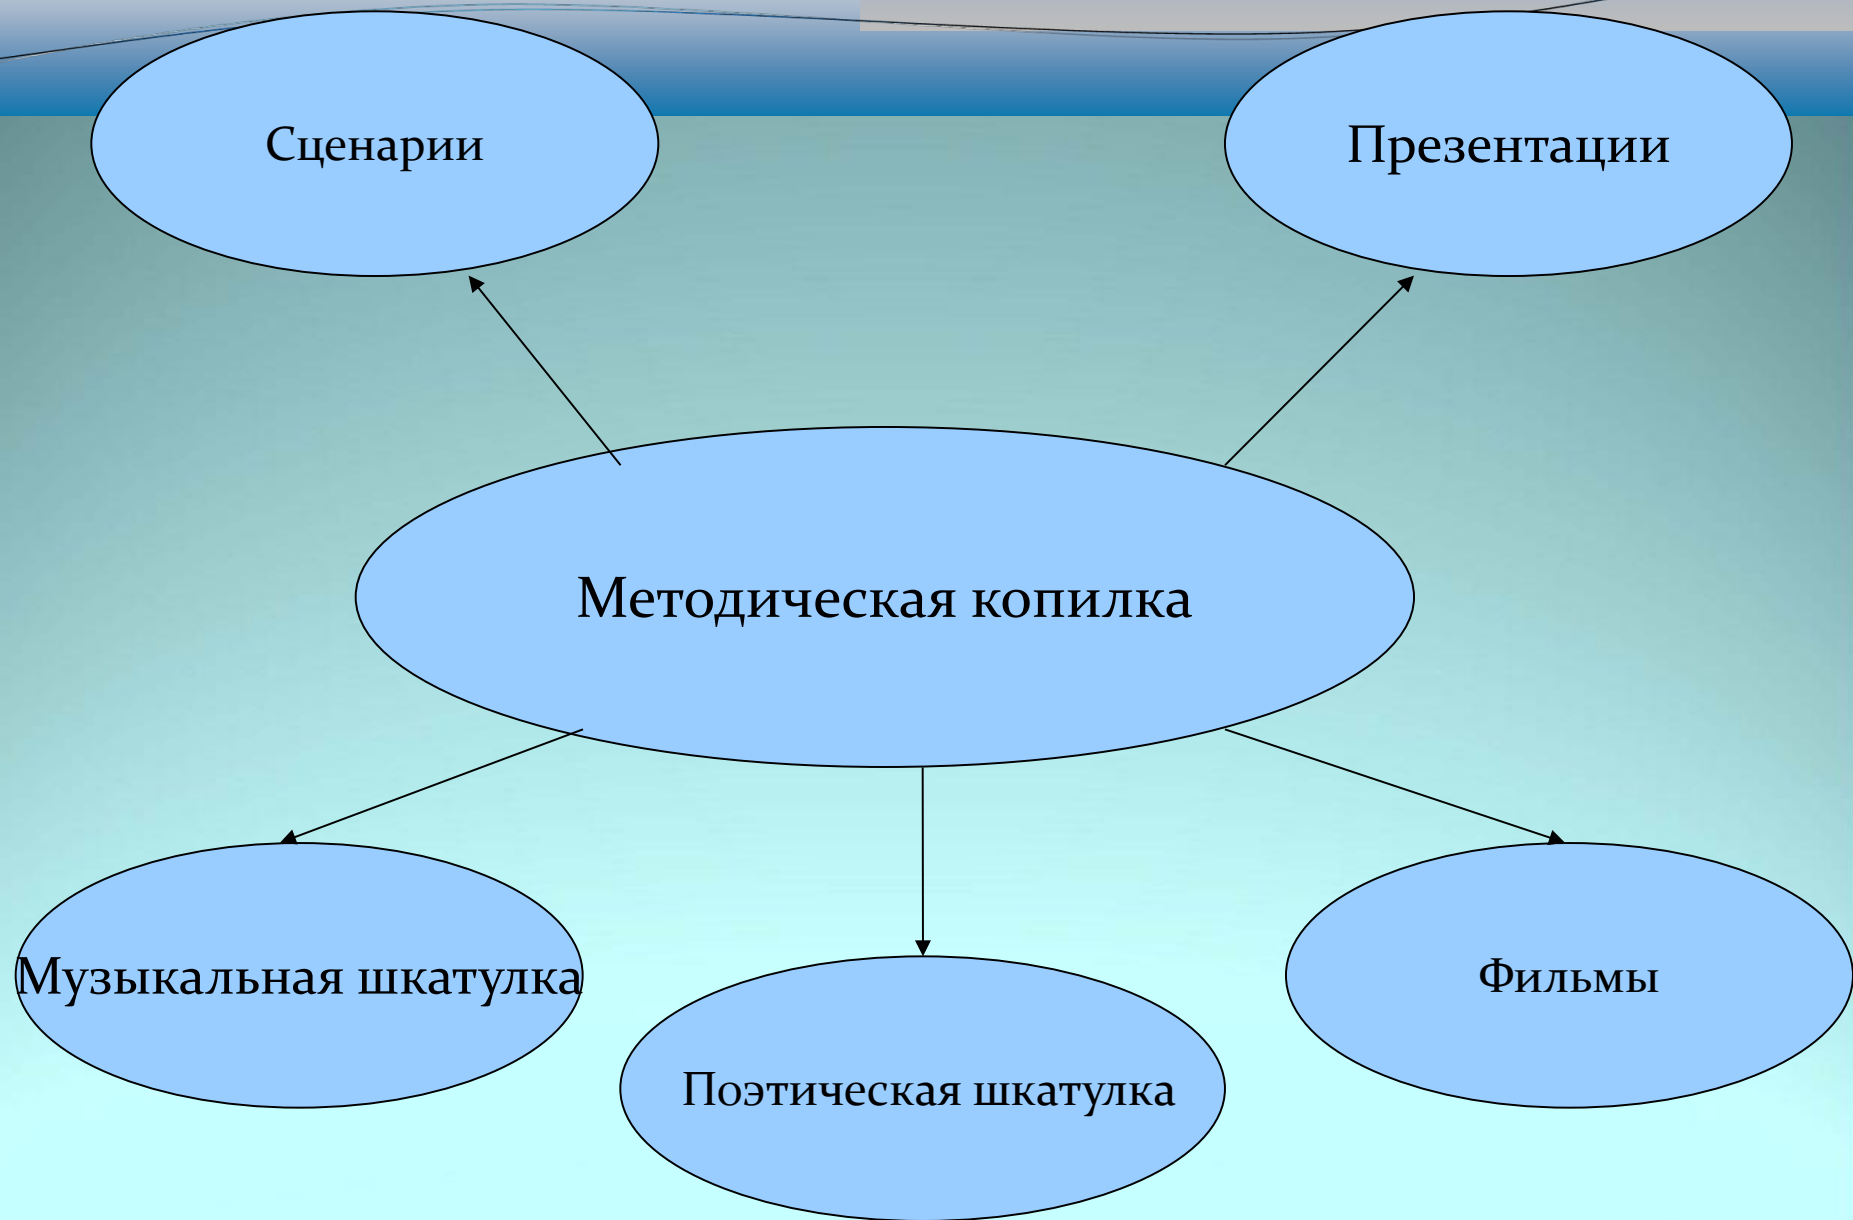 Сценарии
Презентации
Методическая копилка
Музыкальная шкатулка
Поэтическая шкатулка
Фильмы